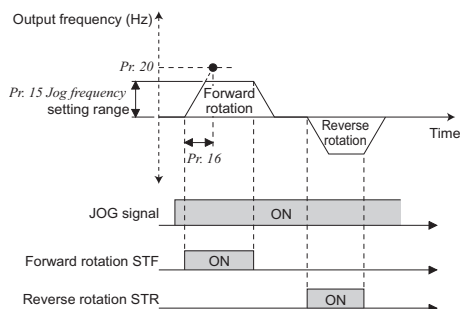 Output frequency (Hz)
Pr. 20
Pr. 15 Jog frequency
setting range
Forward
rotation
Reverse
rotation
Time
Pr. 16
JOG signal
ON
Forward rotation STF
ON
Reverse rotation STR
ON